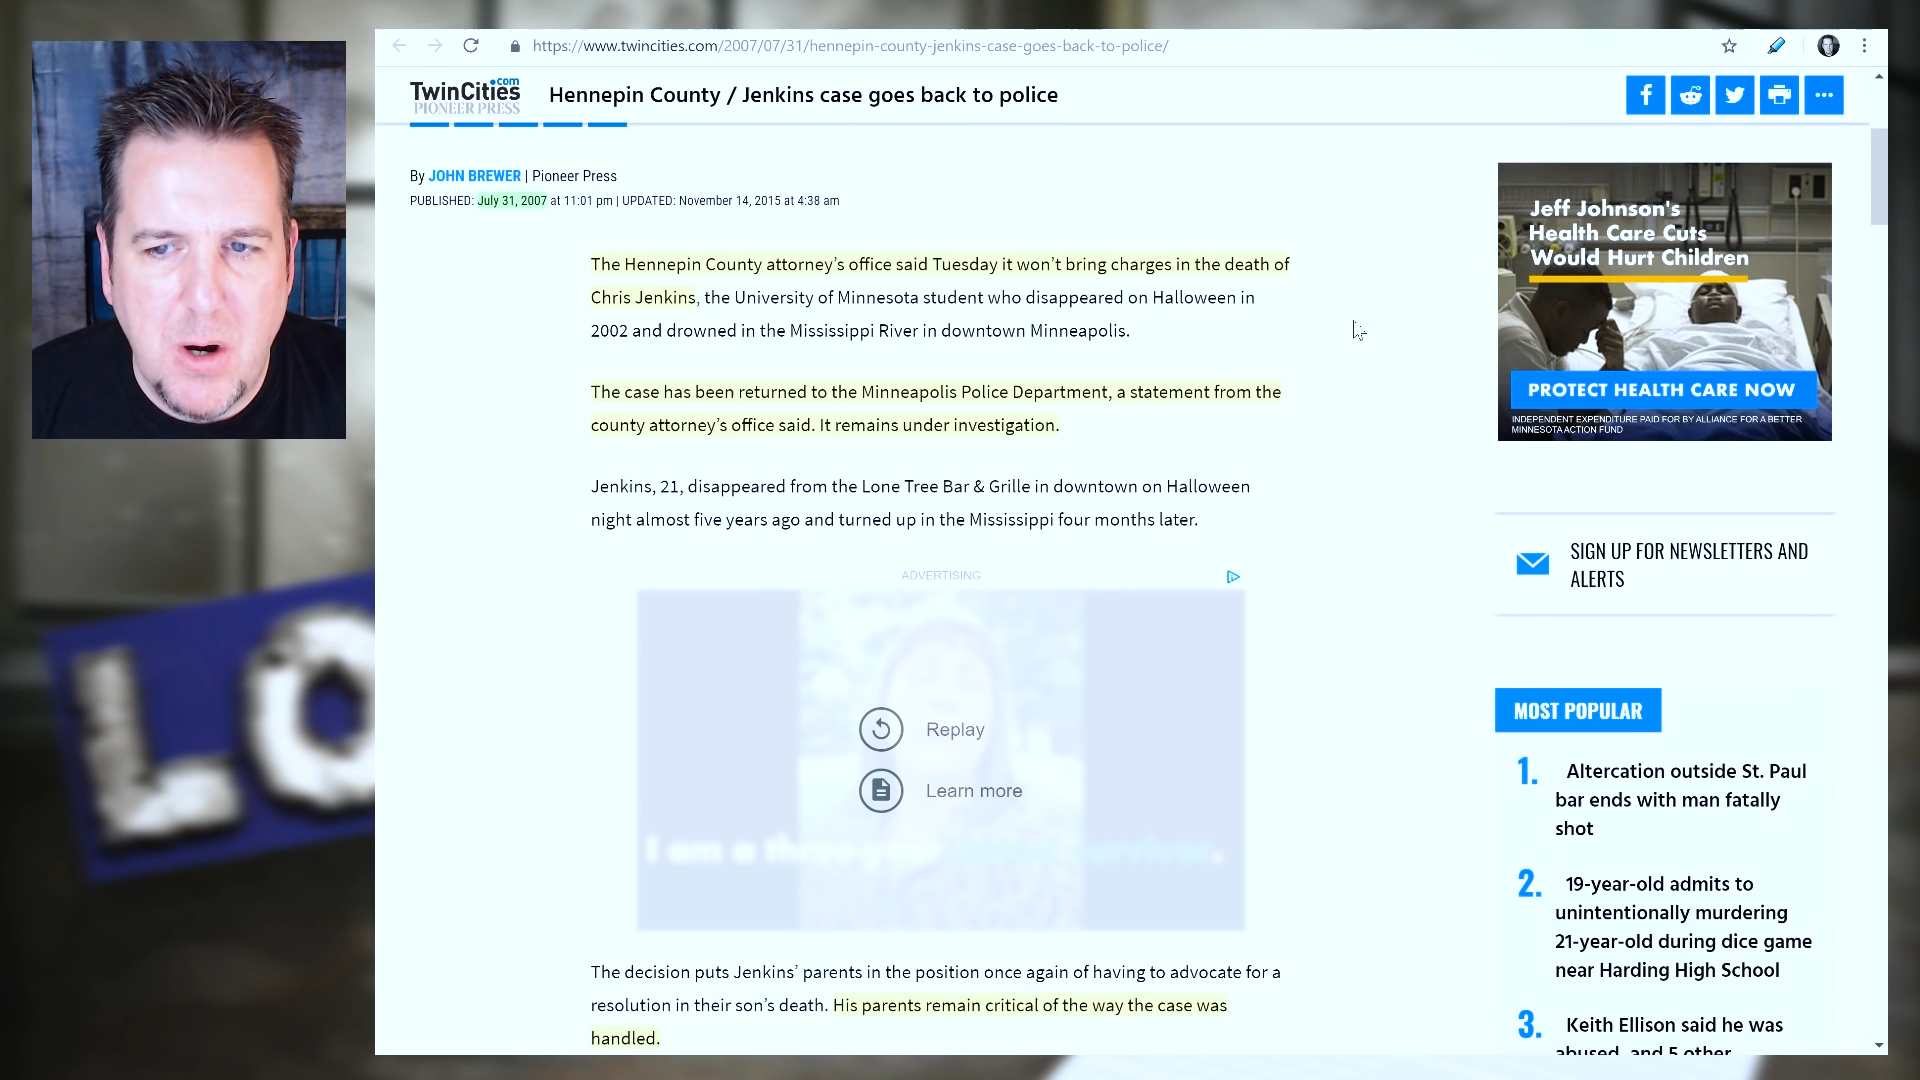 https://www.twincities.com/2007/07/31/hennepin-county-jenkins-case-goes-back-to-police/
TwinCities.com
PIONEER PRESS
Hennepin County / Jenkins case goes back to police
By JOHN BREWER | Pioneer Press
PUBLISHED: July 31, 2007 at 11:01 pm | UPDATED: November 14, 2015 at 4:38 am
The Hennepin County attorney’s office said Tuesday it won’t bring charges in the death of
Chris Jenkins, the University of Minnesota student who disappeared on Halloween in
2002 and drowned in the Mississippi River in downtown Minneapolis.
The case has been returned to the Minneapolis Police Department, a statement from the
county attorney’s office said. It remains under investigation.
Jenkins, 21, disappeared from the Lone Tree Bar & Grille in downtown on Halloween
night almost five years ago and turned up in the Mississippi four months later.
ADVERTISING
Replay
Learn more
I am a
The decision puts Jenkins’ parents in the position once again of having to advocate for a
resolution in their son’s death. His parents remain critical of the way the case was
handled.
Jeff Johnson's
Health Care Cuts
Would Hurt Children
PROTECT HEALTH CARE NOW
INDEPENDENT EXPENDITURE PAID FOR BY ALLIANCE FOR A BETTER
MINNESOTA ACTION FUND
SIGN UP FOR NEWSLETTERS AND
ALERTS
MOST POPULAR
1. Altercation outside St. Paul
bar ends with man fatally
shot
2. 19-year-old admits to
unintentionally murdering
21-year-old during dice game
near Harding High School
3. Keith Ellison said he was
abused, and 5 other
LO